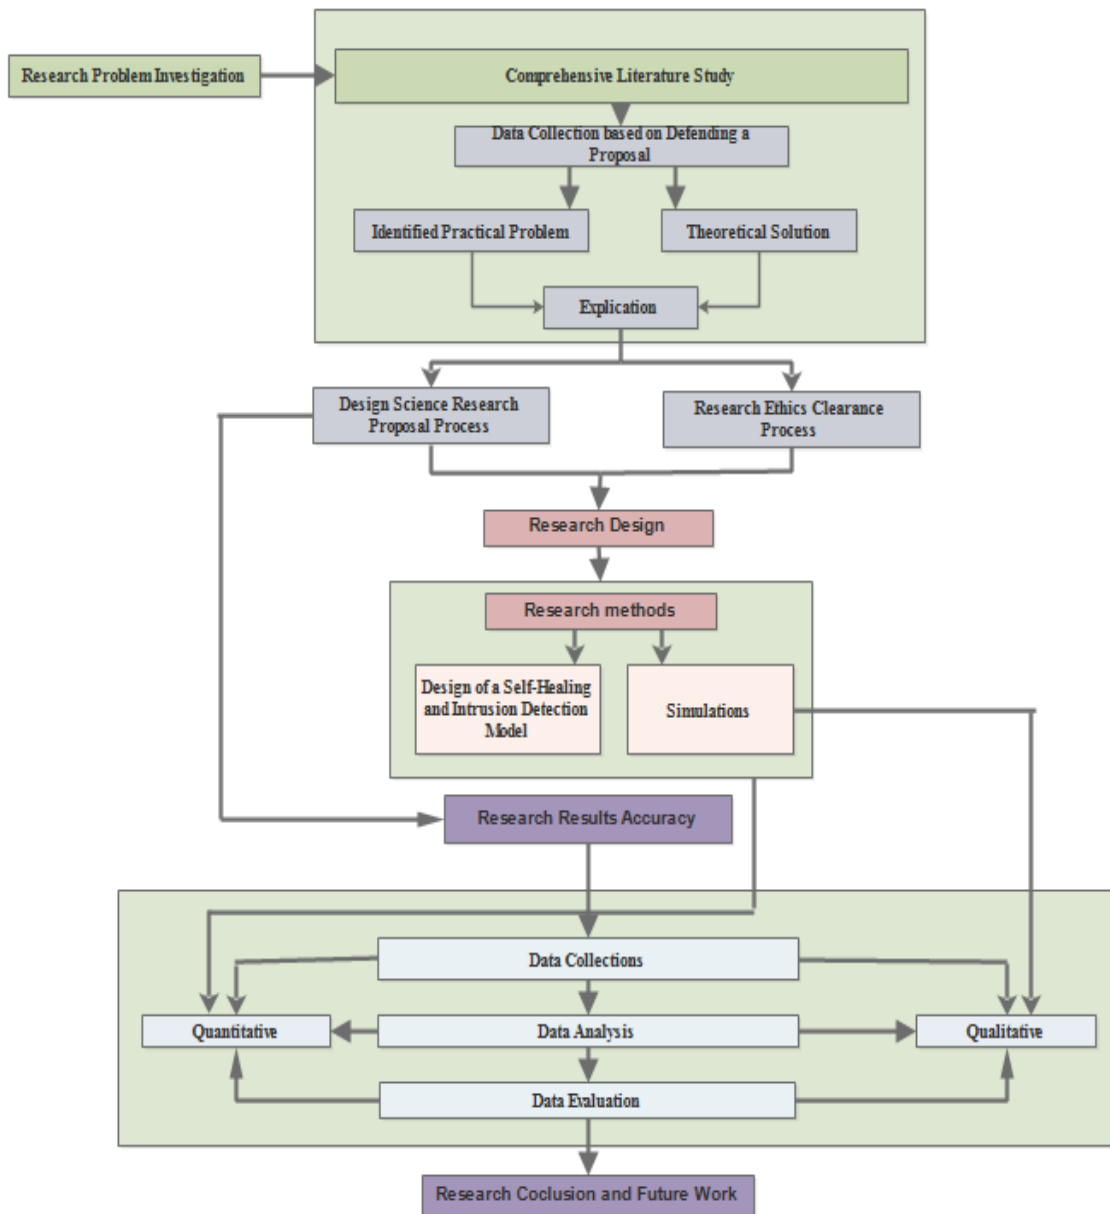 Research Problem Investigation
Comprehensive Literature Study
Data Collection based on Defending a
Proposal
Identified Practical Problem
Theoretical Solution
Explication
Design Science Research
Proposal Process
Research Ethics Clearance
Process
Research Design
Research methods
Design of a Self-Healing
and Intrusion Detection
Model
Simulations
Research Results Accuracy
Data Collections
Quantitative
Data Analysis
Qualitative
Data Evaluation
Research Coclusion and Future Work